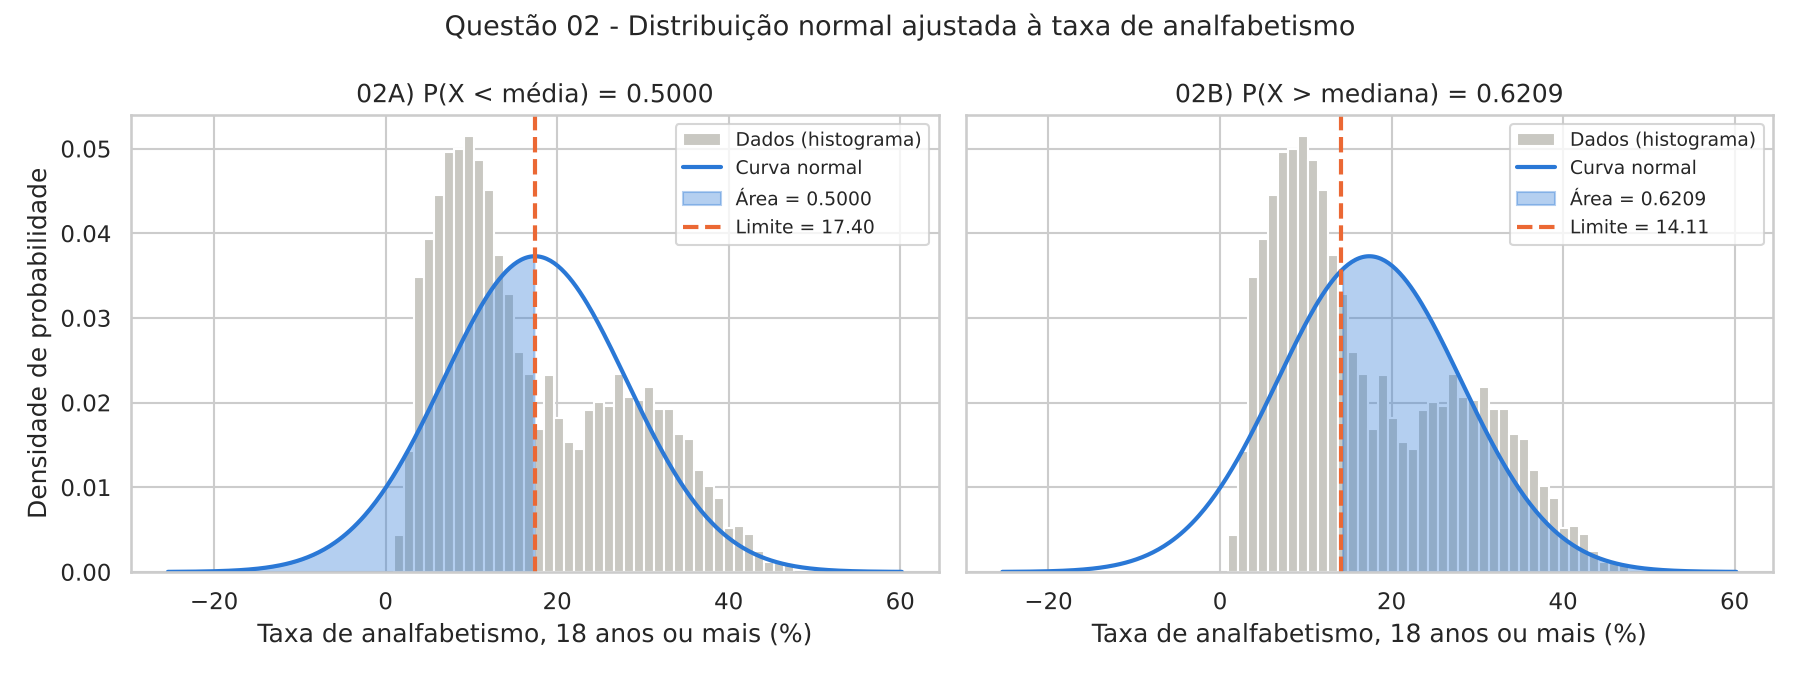 Questão 02 - Distribuição normal ajustada à taxa de analfabetismo
02A) P(X < média) = 0.5000
Densidade de probabilidade
0.05
0.04
0.03
0.02
0.01
0.00
Dados (histograma)
Curva normal
Área = 0.5000
Limite = 17.40
−20 0 20 40 60
Taxa de analfabetismo, 18 anos ou mais (%)
02B) P(X > mediana) = 0.6209
Dados (histograma)
Curva normal
Área = 0.6209
Limite = 14.11
−20 0 20 40 60
Taxa de analfabetismo, 18 anos ou mais (%)